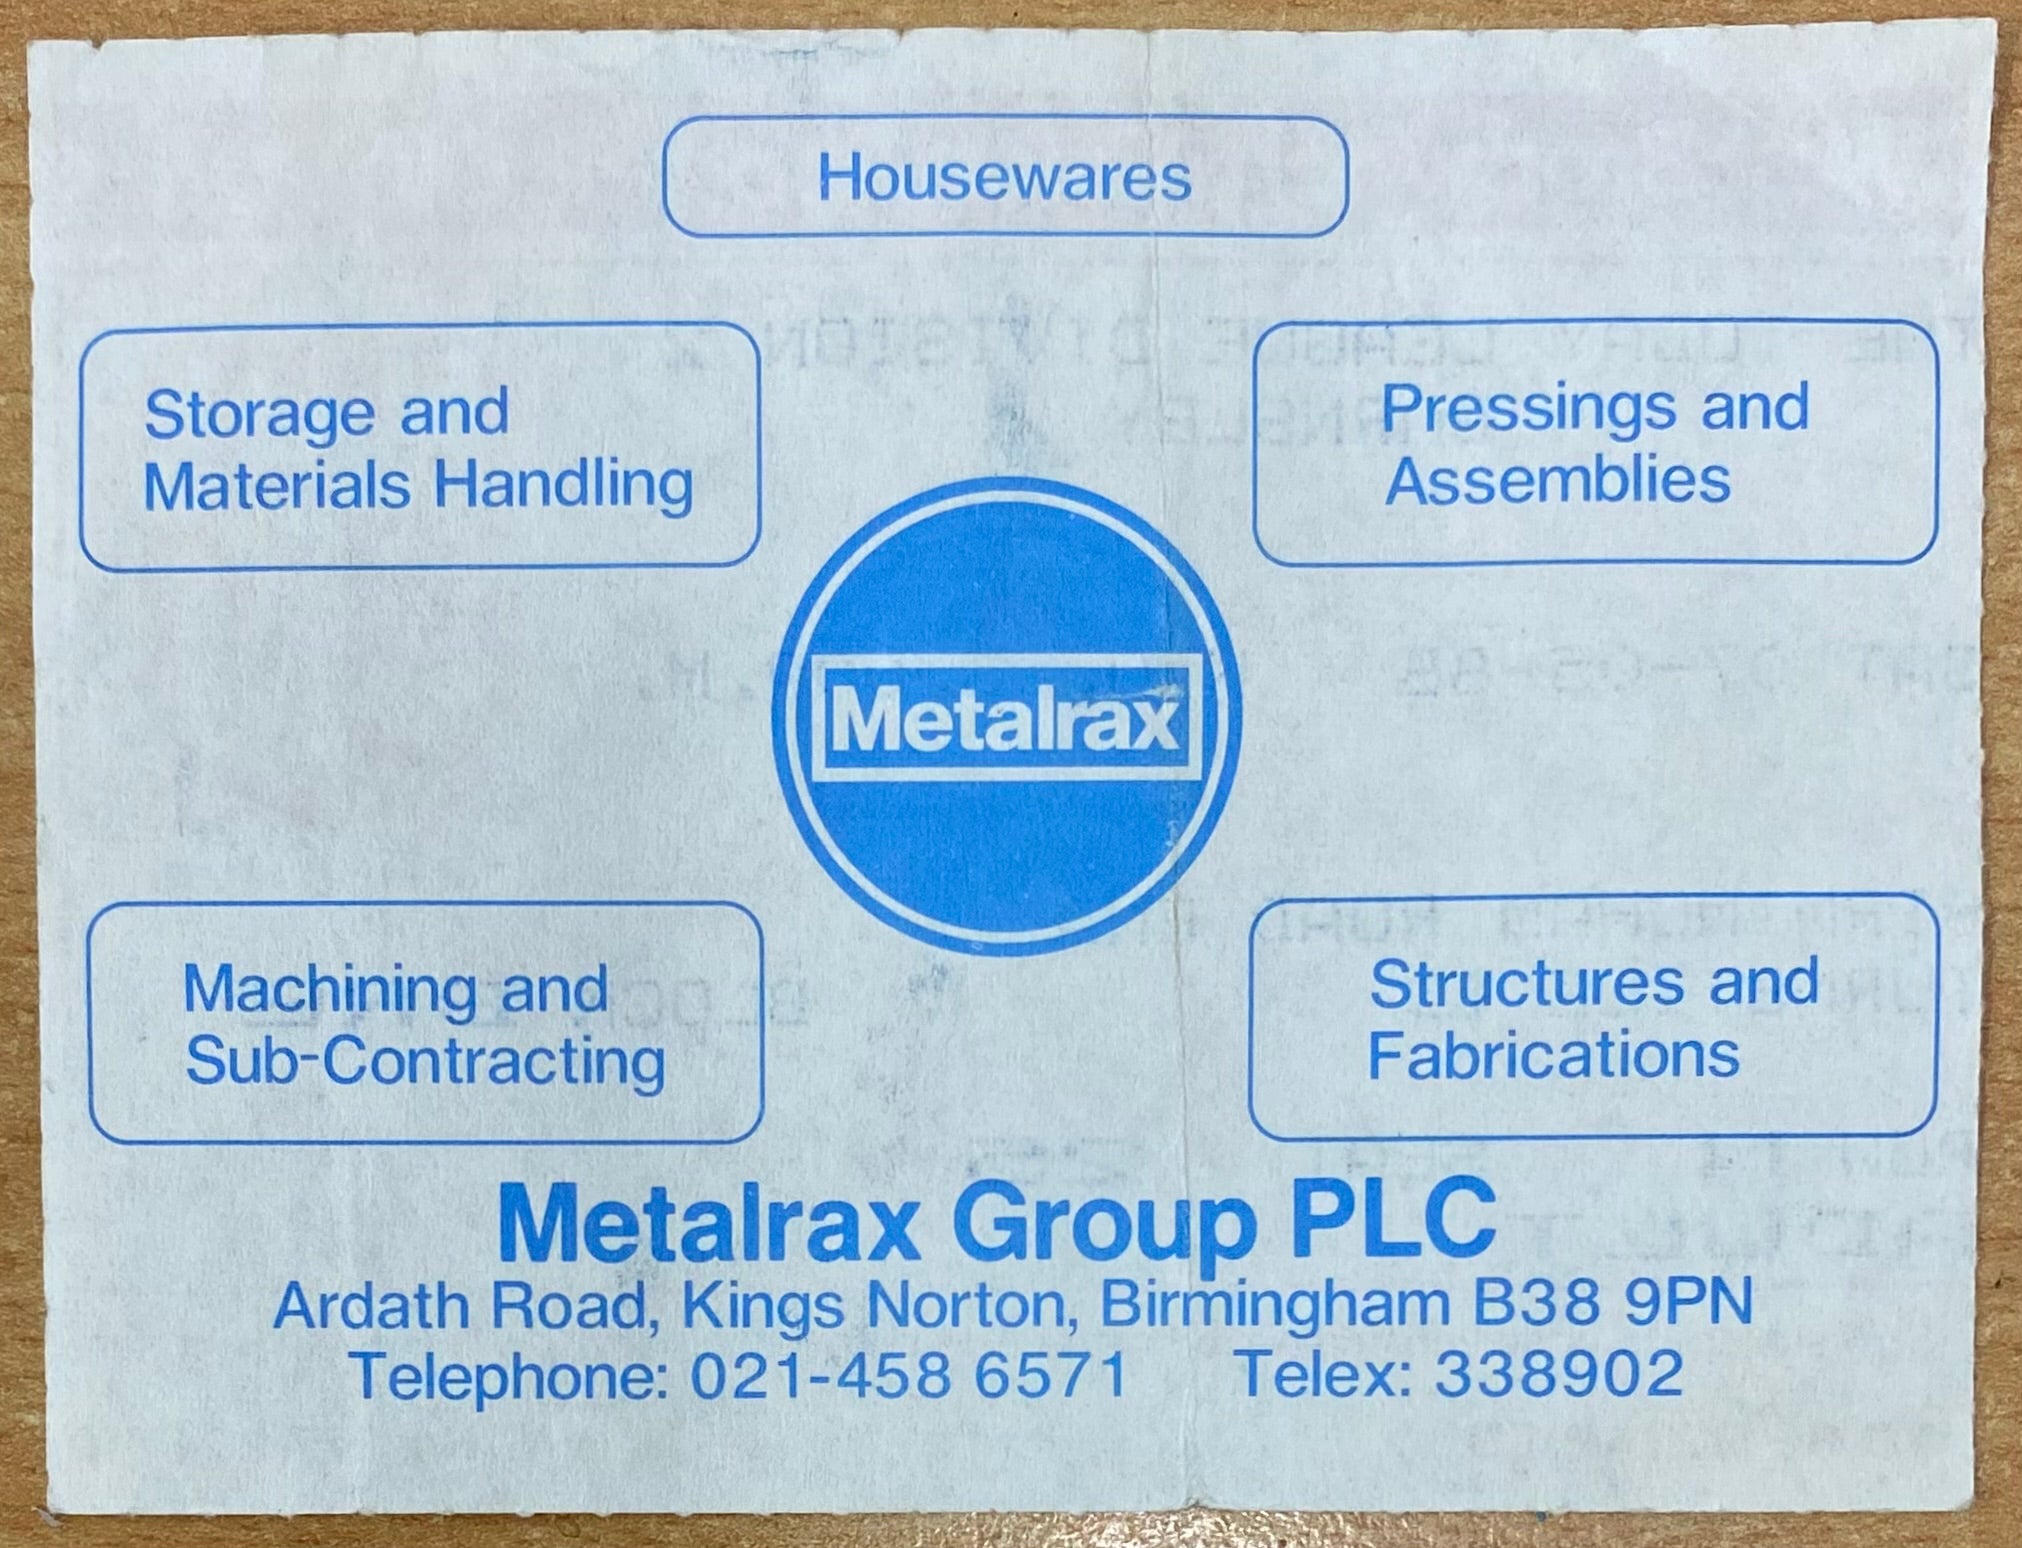 Housewares
Storage and
Materials Handling
Pressings and
Assemblies
Metalrax
Machining and
Sub-Contracting
Structures and
Fabrications
Metalrax Group PLC
Ardath Road, Kings Norton, Birmingham B38 9PN
Telephone: 021-458 6571 Telex: 338902